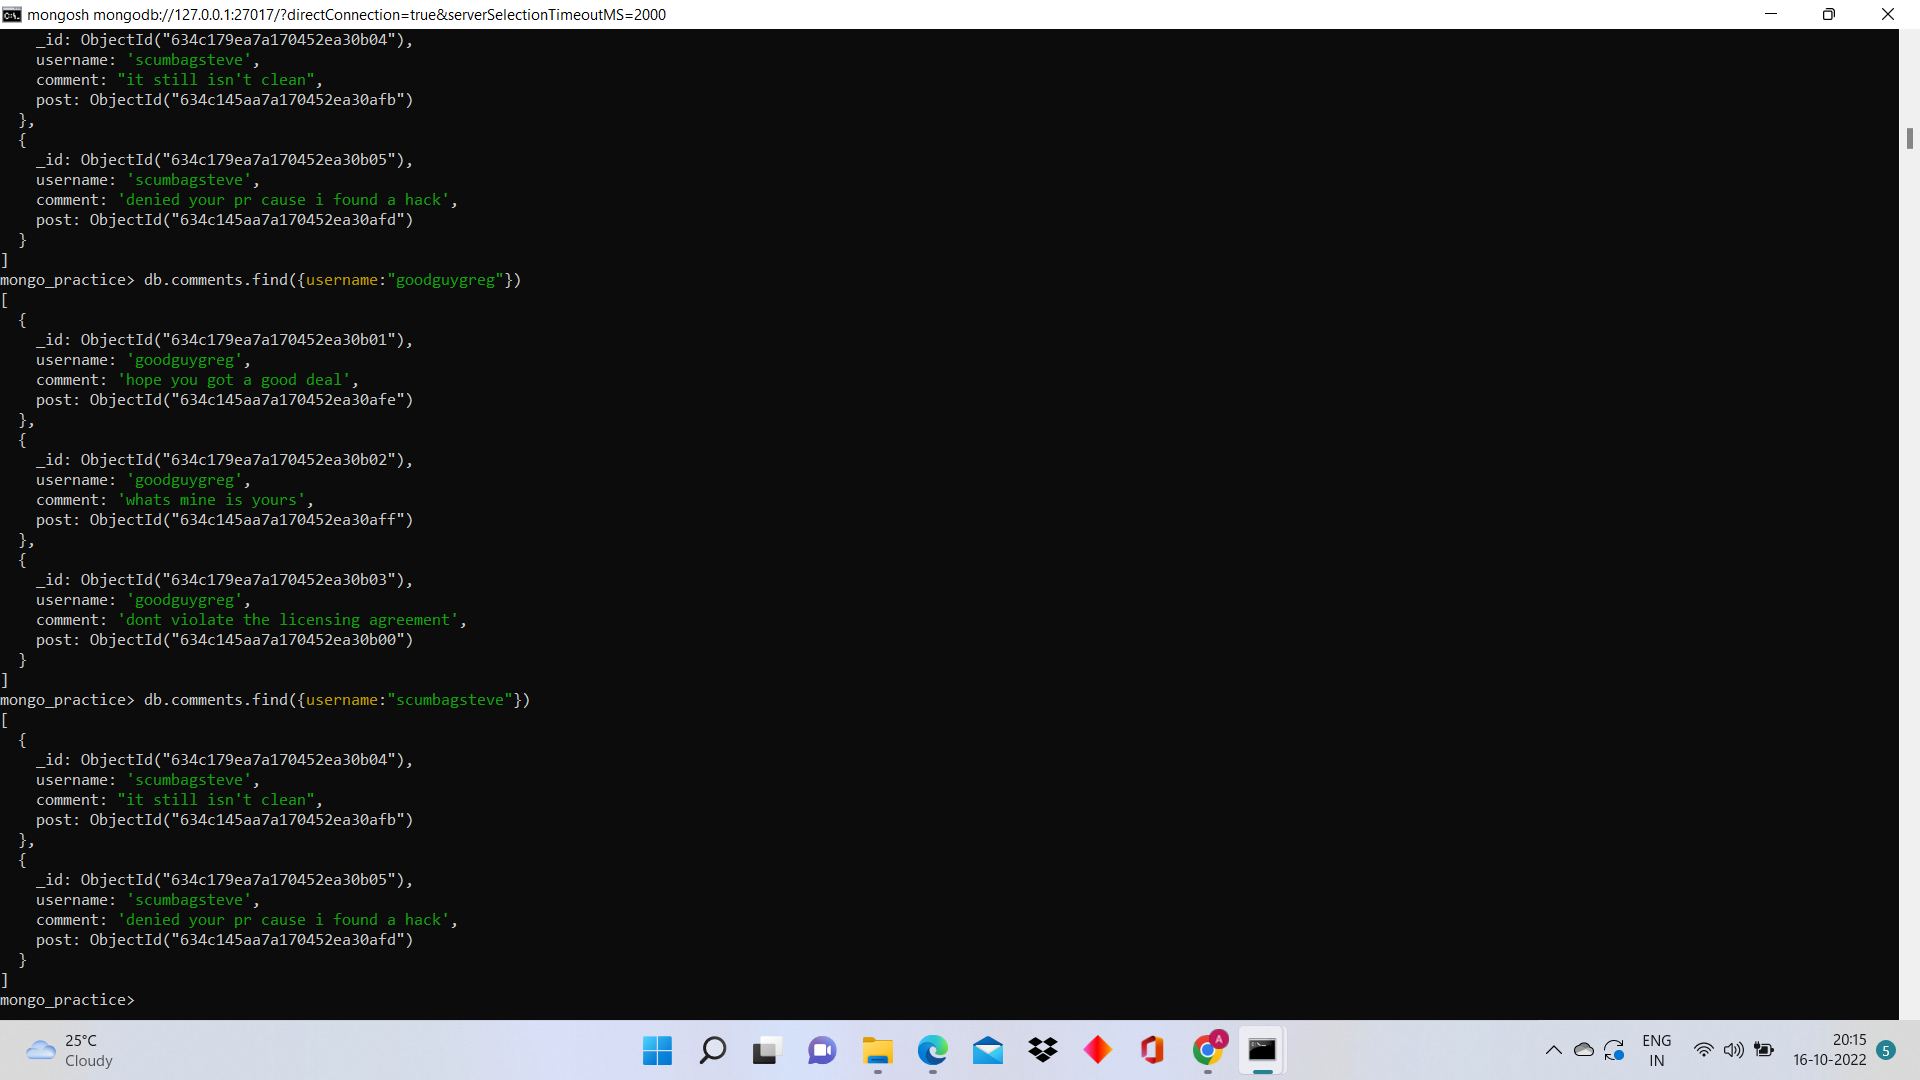 mongosh mongodb://127.0.0.1:27017/?directConnection=true&serverSelectionTimeoutMS=2000
    _id: ObjectId("634c179ea7a170452ea30b04"),
    username: 'scumbagsteve',
    comment: "it still isn't clean",
    post: ObjectId("634c145aa7a170452ea30afb")
  },
  {
    _id: ObjectId("634c179ea7a170452ea30b05"),
    username: 'scumbagsteve',
    comment: 'denied your pr cause i found a hack',
    post: ObjectId("634c145aa7a170452ea30afd")
  }
]
mongo_practice> db.comments.find({username:"goodguygreg"})
[
  {
    _id: ObjectId("634c179ea7a170452ea30b01"),
    username: 'goodguygreg',
    comment: 'hope you got a good deal',
    post: ObjectId("634c145aa7a170452ea30afe")
  },
  {
    _id: ObjectId("634c179ea7a170452ea30b02"),
    username: 'goodguygreg',
    comment: 'whats mine is yours',
    post: ObjectId("634c145aa7a170452ea30aff")
  },
  {
    _id: ObjectId("634c179ea7a170452ea30b03"),
    username: 'goodguygreg',
    comment: 'dont violate the licensing agreement',
    post: ObjectId("634c145aa7a170452ea30b00")
  }
]
mongo_practice> db.comments.find({username:"scumbagsteve"})
[
  {
    _id: ObjectId("634c179ea7a170452ea30b04"),
    username: 'scumbagsteve',
    comment: "it still isn't clean",
    post: ObjectId("634c145aa7a170452ea30afb")
  },
  {
    _id: ObjectId("634c179ea7a170452ea30b05"),
    username: 'scumbagsteve',
    comment: 'denied your pr cause i found a hack',
    post: ObjectId("634c145aa7a170452ea30afd")
  }
]
mongo_practice>
25°C
Cloudy
A
ENG
IN
20:15
16-10-2022
5